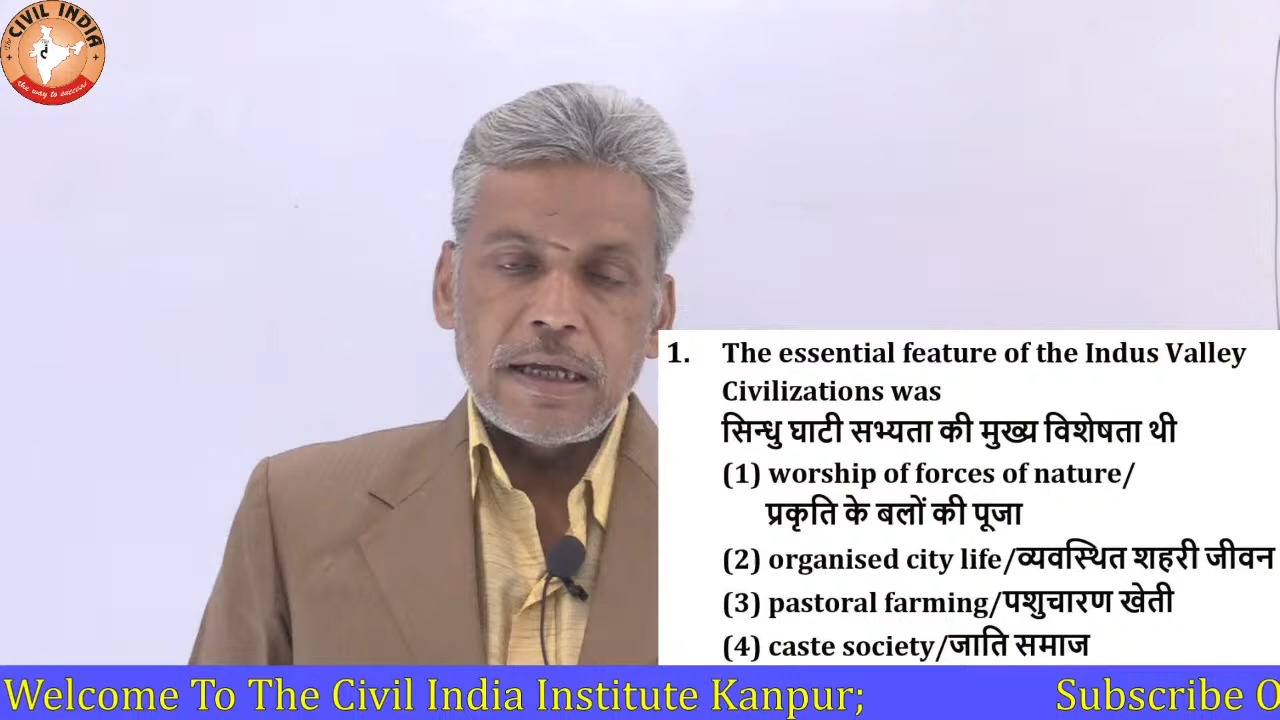 The
CIVIL INDIA
the way to success
1. The essential feature of the Indus Valley
Civilizations was
सिन्धु घाटी सभ्यता की मुख्य विशेषता थी
(1) worship of forces of nature/
प्रकृति के बलों की पूजा
(2) organised city life/व्यवस्थित शहरी जीवन
(3) pastoral farming/पशुचारण खेती
(4) caste society/जाति समाज
Welcome To The Civil India Institute Kanpur; Subscribe O